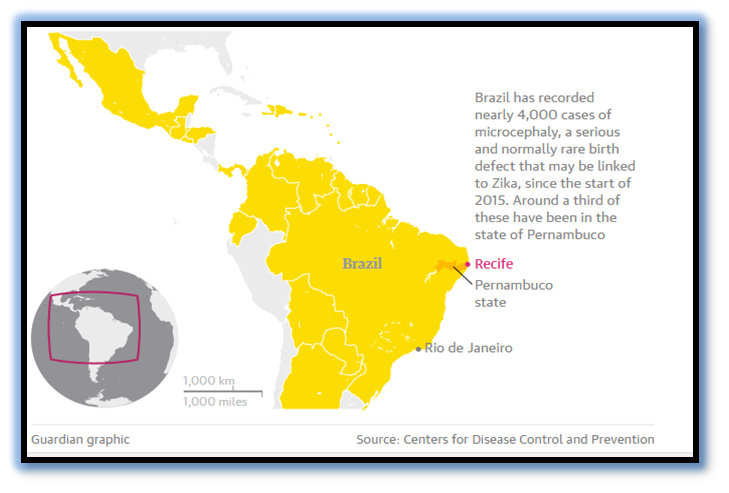 Brazil has recorded
nearly 4,000 cases of
microcephaly, a serious
and normally rare birth
defect that may be linked
to Zika, since the start of
2015. Around a third of
these have been in the
state of Pernambuco
Brazil
Recife
Pernambuco
state
Rio de Janeiro
1,000 km
1,000 miles
Guardian graphic
Source: Centers for Disease Control and Prevention